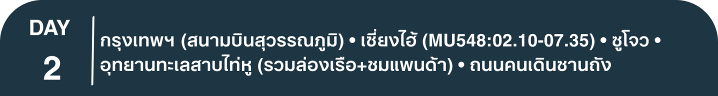 DAY
2
กรุงเทพฯ (สนามบินสุวรรณภูมิ) • เซี่ยงไฮ้ (MU548:02.10-07.35) • ซูโจว •
อุทยานทะเลสาบไท่หู (รวมล่องเรือ+ชมแพนด้า) • ถนนคนเดินซานถัง